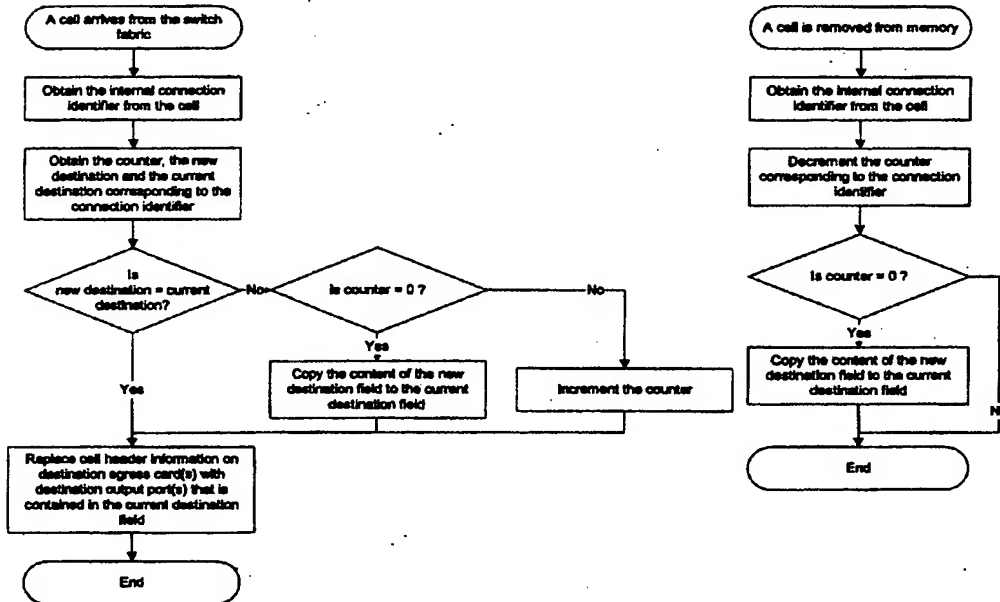 A cell arrives from the switch
fabric
Obtain the internal connection
identifier from the cell
Obtain the counter, the new
destination and the current
destination corresponding to the
connection identifier
Is
new destination = current
destination?
No
Is counter = 0 ?
No
Yes
Yes
Copy the content of the new
destination field to the current
destination field
Increment the counter
Replace cell header information on
destination egress card(s) with
destination output port(s) that is
contained in the current destination
field
End
A cell is removed from memory
Obtain the internal connection
identifier from the cell
Decrement the counter
corresponding to the connection
identifier
Is counter = 0 ?
Yes
Copy the content of the new
destination field to the current
destination field
N
End